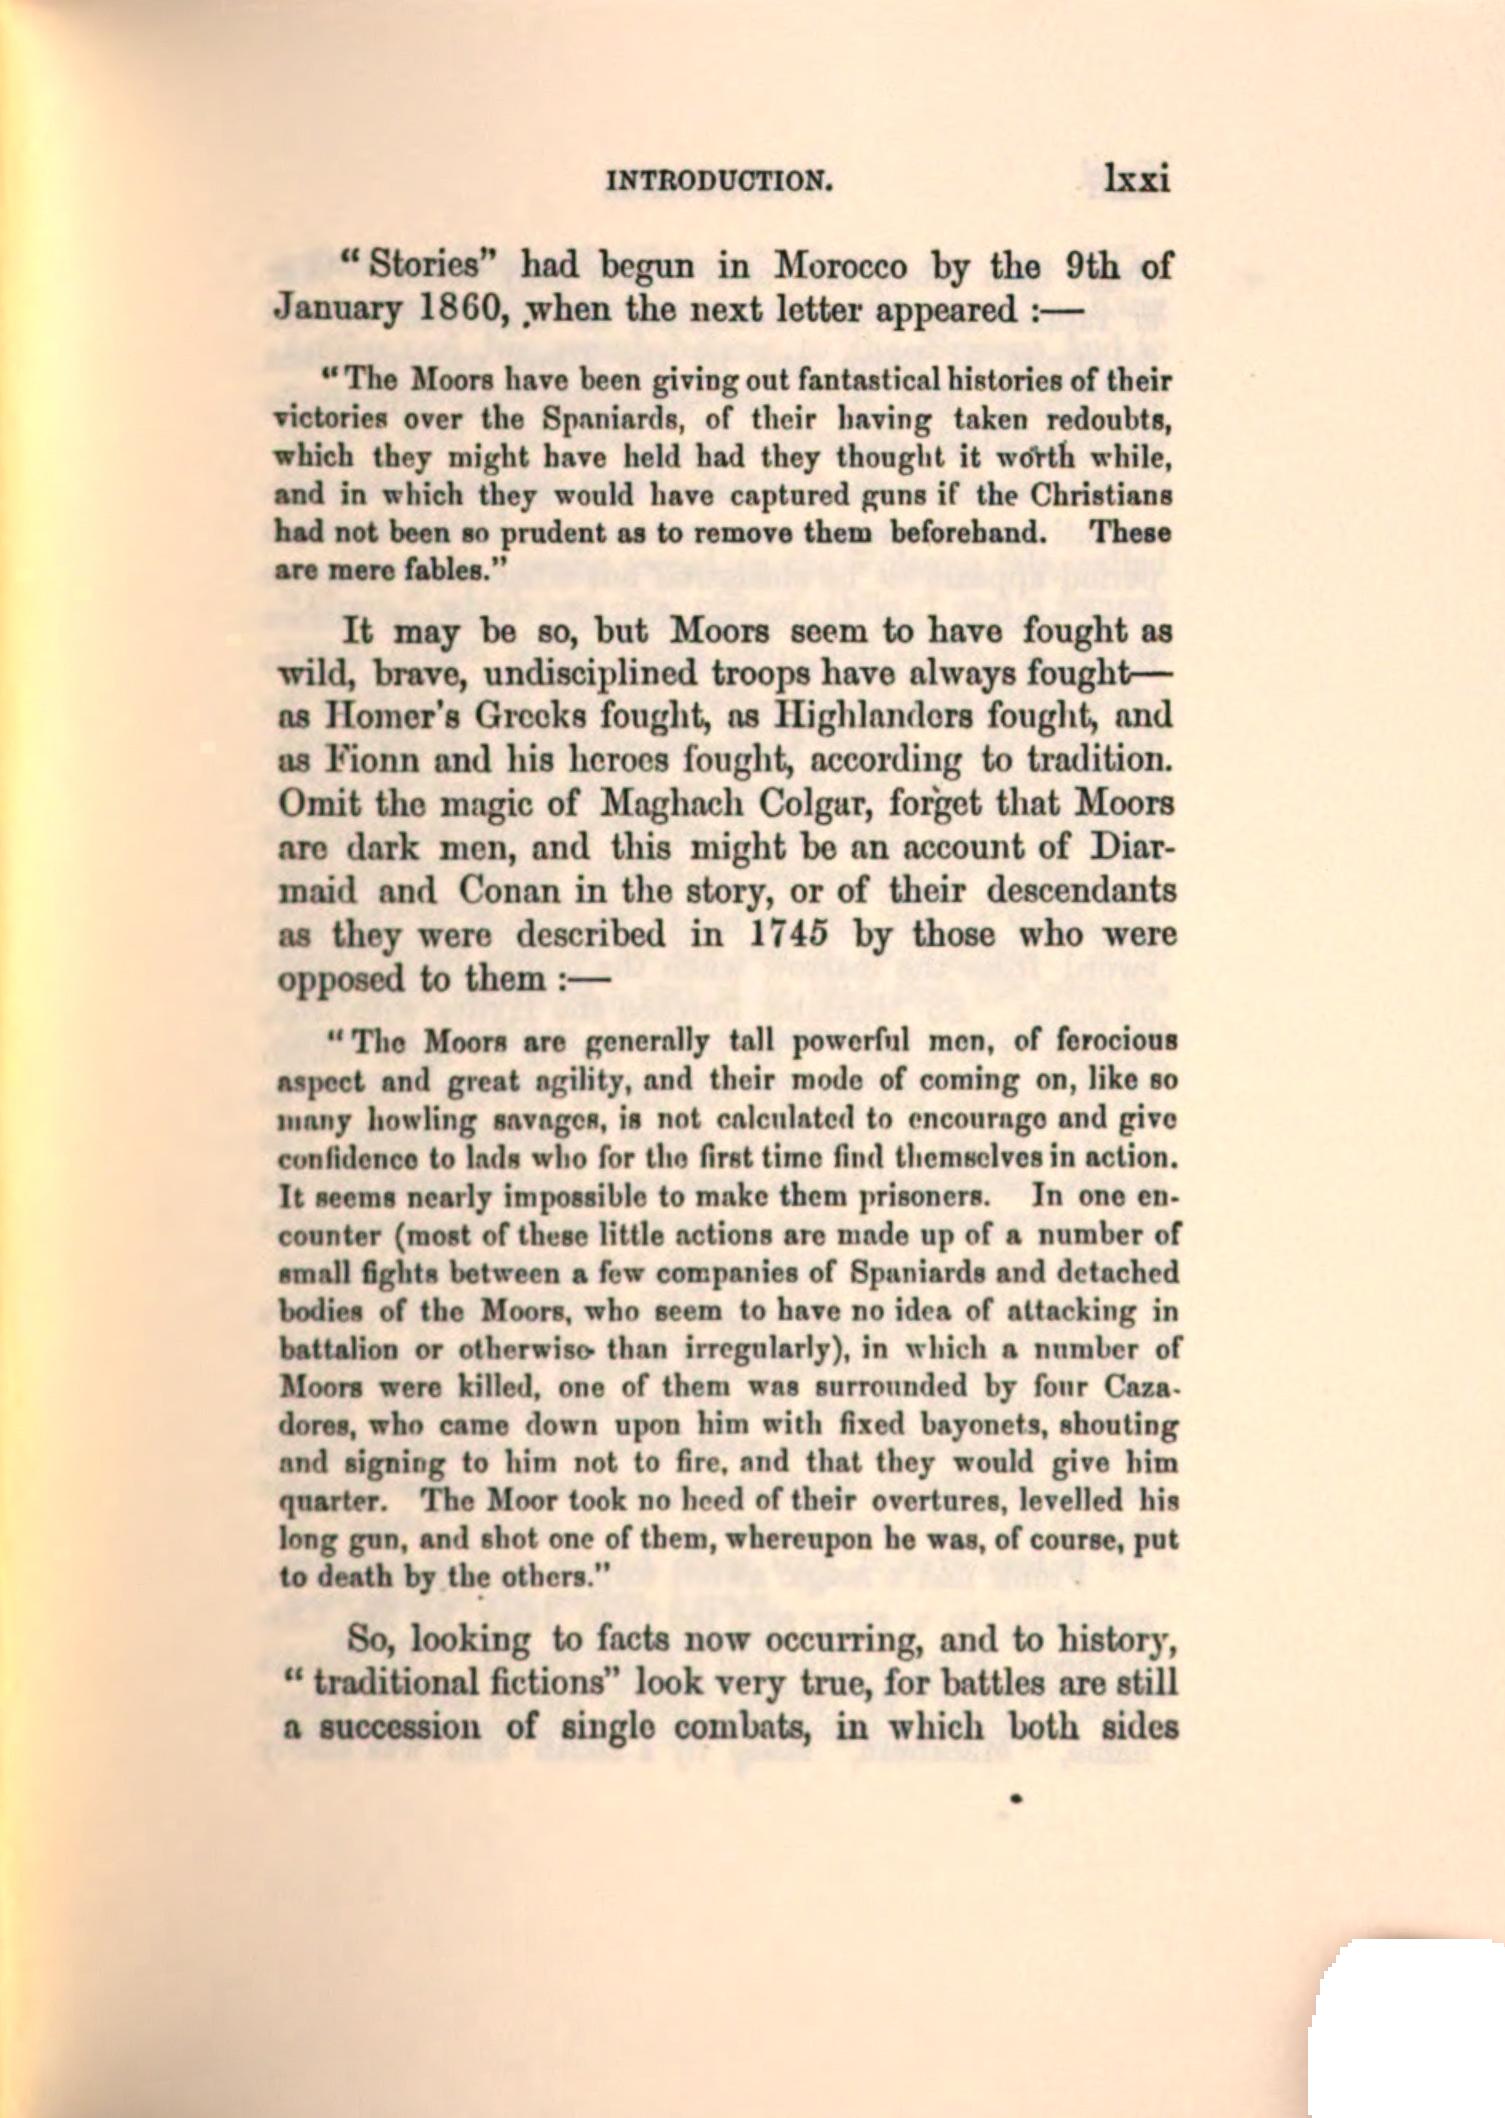 INTRODUCTION. lxxi
“ Stories” had begun in Morocco by the 9th of
January 1860, when the next letter appeared :—
“ The Moors have been giving out fantastical histories of their
victories over the Spaniards, of their having taken redoubts,
which they might have held had they thought it worth while,
and in which they would have captured guns if the Christians
had not been so prudent as to remove them beforehand. These
are mere fables.”
It may be so, but Moors seem to have fought as
wild, brave, undisciplined troops have always fought—
as Homer's Greeks fought, as Highlanders fought, and
as Fionn and his heroes fought, according to tradition.
Omit the magic of Maghach Colgar, forget that Moors
are dark men, and this might be an account of Diar-
maid and Conan in the story, or of their descendants
as they were described in 1745 by those who were
opposed to them :—
“ The Moors are generally tall powerful men, of ferocious
aspect and great agility, and their mode of coming on, like so
many howling savages, is not calculated to encourage and give
confidence to lads who for the first time find themselves in action.
It seems nearly impossible to make them prisoners. In one en-
counter (most of these little actions are made up of a number of
small fights between a few companies of Spaniards and detached
bodies of the Moors, who seem to have no idea of attacking in
battalion or otherwise than irregularly), in which a number of
Moors were killed, one of them was surrounded by four Caza-
dores, who came down upon him with fixed bayonets, shouting
and signing to him not to fire, and that they would give him
quarter. The Moor took no heed of their overtures, levelled his
long gun, and shot one of them, whereupon he was, of course, put
to death by the others.”
So, looking to facts now occurring, and to history,
“ traditional fictions” look very true, for battles are still
a succession of single combats, in which both sides